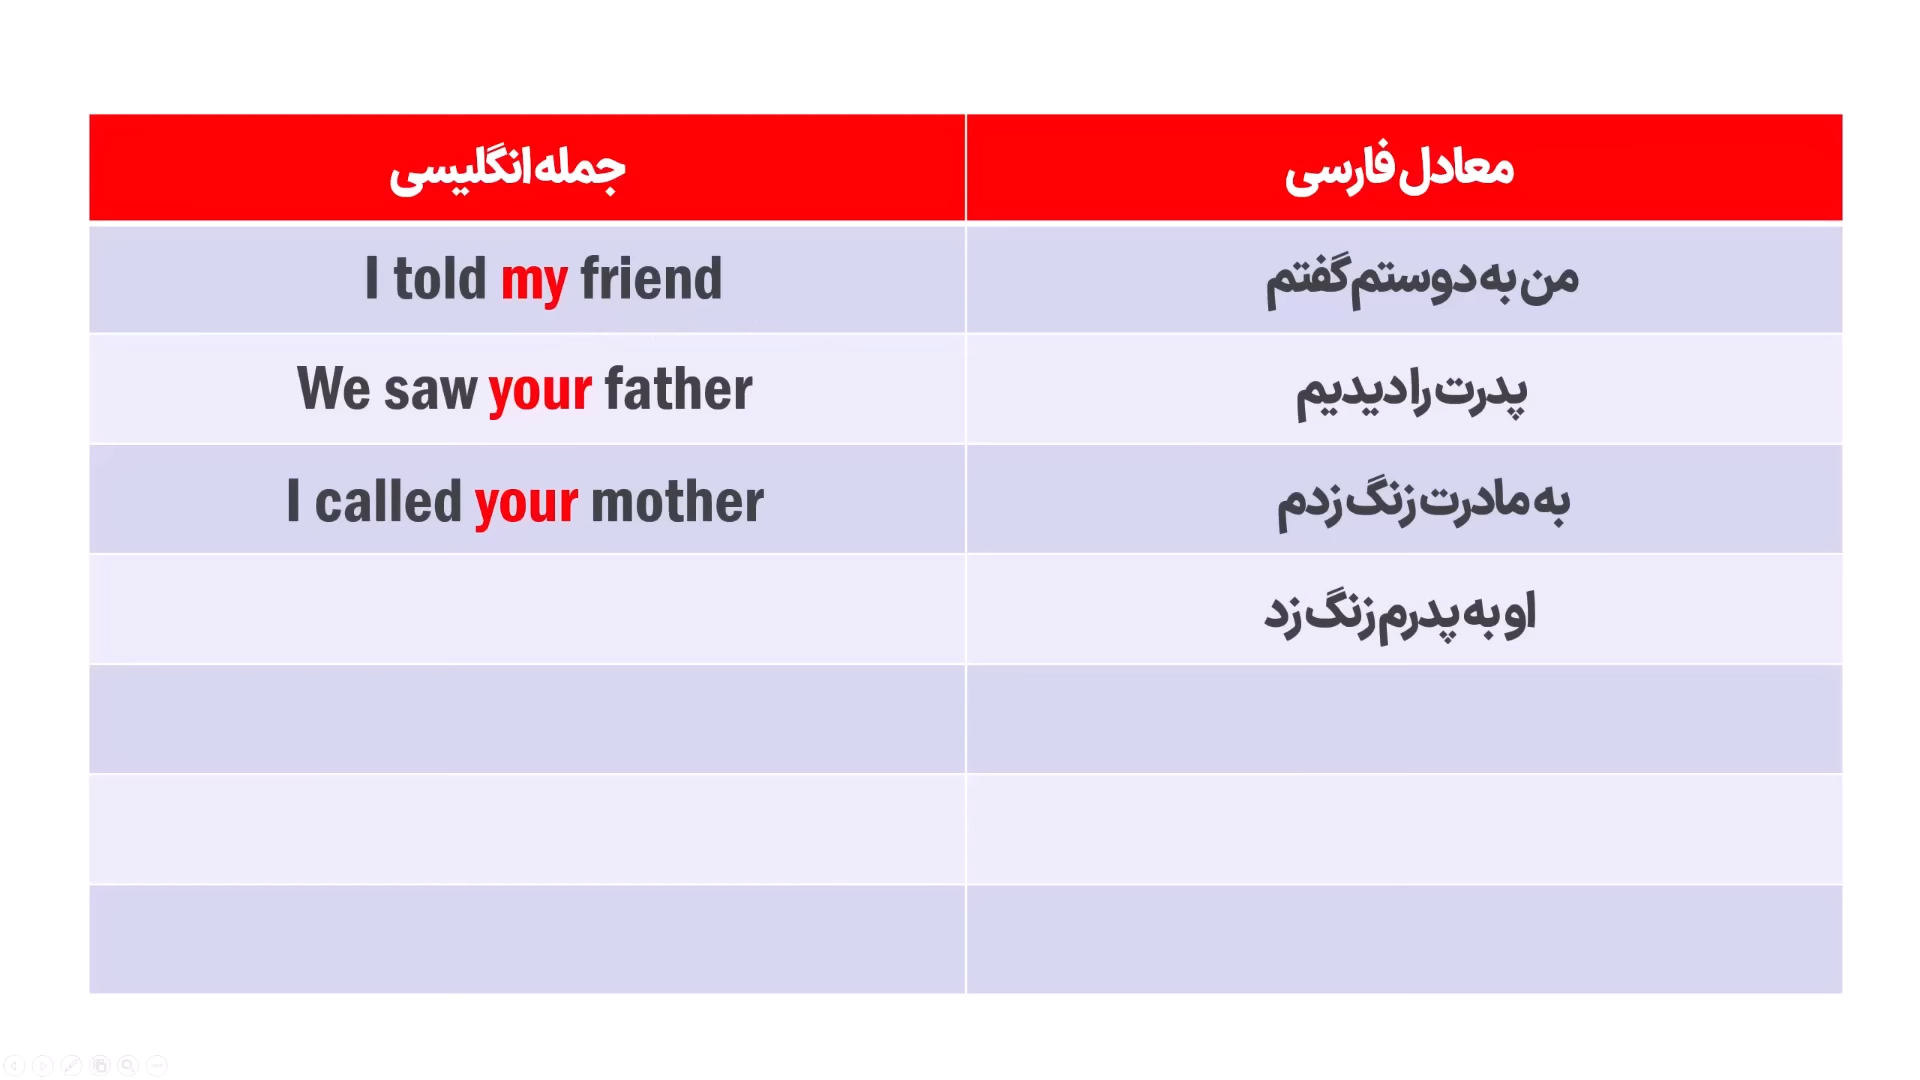 جمله انگلیسی
معادل فارسی
I told my friend
من به دوستم گفتم
We saw your father
پدرت را دیدیم
I called your mother
به مادرت زنگ زدم
او به پدرم زنگ زد